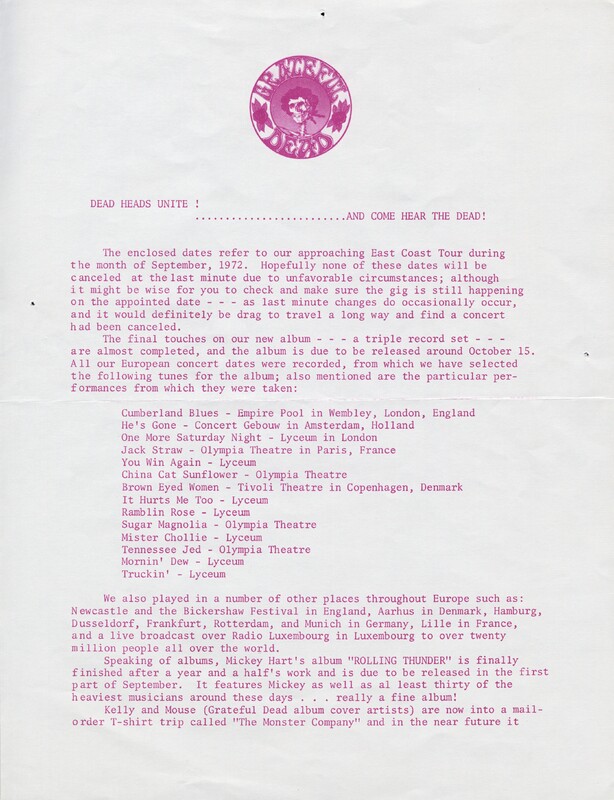 GRATEFUL
DEAD
DEAD HEADS UNITE !
.........................AND COME HEAR THE DEAD!
The enclosed dates refer to our approaching East Coast Tour during
the month of September, 1972. Hopefully none of these dates will be
canceled at the last minute due to unfavorable circumstances; although
it might be wise for you to check and make sure the gig is still happening
on the appointed date - - - as last minute changes do occasionally occur,
and it would definitely be drag to travel a long way and find a concert
had been canceled.
The final touches on our new album - - - a triple record set - - -
are almost completed, and the album is due to be released around October 15.
All our European concert dates were recorded, from which we have selected
the following tunes for the album; also mentioned are the particular per-
formances from which they were taken:
Cumberland Blues - Empire Pool in Wembley, London, England
He's Gone - Concert Gebouw in Amsterdam, Holland
One More Saturday Night - Lyceum in London
Jack Straw - Olympia Theatre in Paris, France
You Win Again - Lyceum
China Cat Sunflower - Olympia Theatre
Brown Eyed Women - Tivoli Theatre in Copenhagen, Denmark
It Hurts Me Too - Lyceum
Ramblin Rose - Lyceum
Sugar Magnolia - Olympia Theatre
Mister Chollie - Lyceum
Tennessee Jed - Olympia Theatre
Mornin' Dew - Lyceum
Truckin' - Lyceum
We also played in a number of other places throughout Europe such as:
Newcastle and the Bickershaw Festival in England, Aarhus in Denmark, Hamburg,
Dusseldorf, Frankfurt, Rotterdam, and Munich in Germany, Lille in France,
and a live broadcast over Radio Luxembourg in Luxembourg to over twenty
million people all over the world.
Speaking of albums, Mickey Hart's album "ROLLING THUNDER" is finally
finished after a year and a half's work and is due to be released in the first
part of September. It features Mickey as well as al least thirty of the
heaviest musicians around these days . . . really a fine album!
Kelly and Mouse (Grateful Dead album cover artists) are now into a mail-
order T-shirt trip called "The Monster Company" and in the near future it